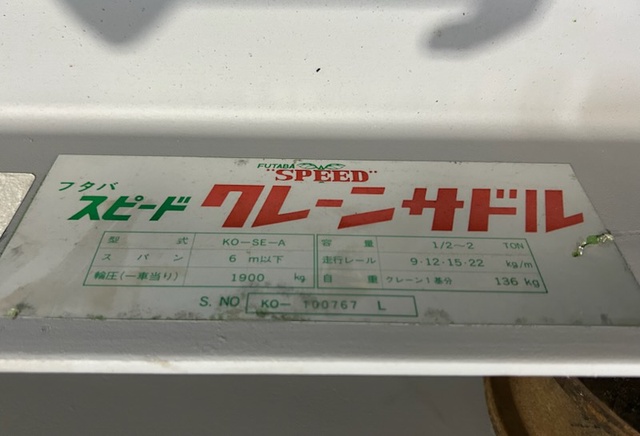 FUTABA
"SPEED"
フタバ スピード クレーンサドル
型 式 KO-SE-A 容 量 1/2~2 TON
ス パ ン 6 m以下 走行レール 9·12·15·22 kg/m
輪圧(一車当り) 1900 kg 自 重 クレーン1基分 136 kg
S. NO KO- 790767 L